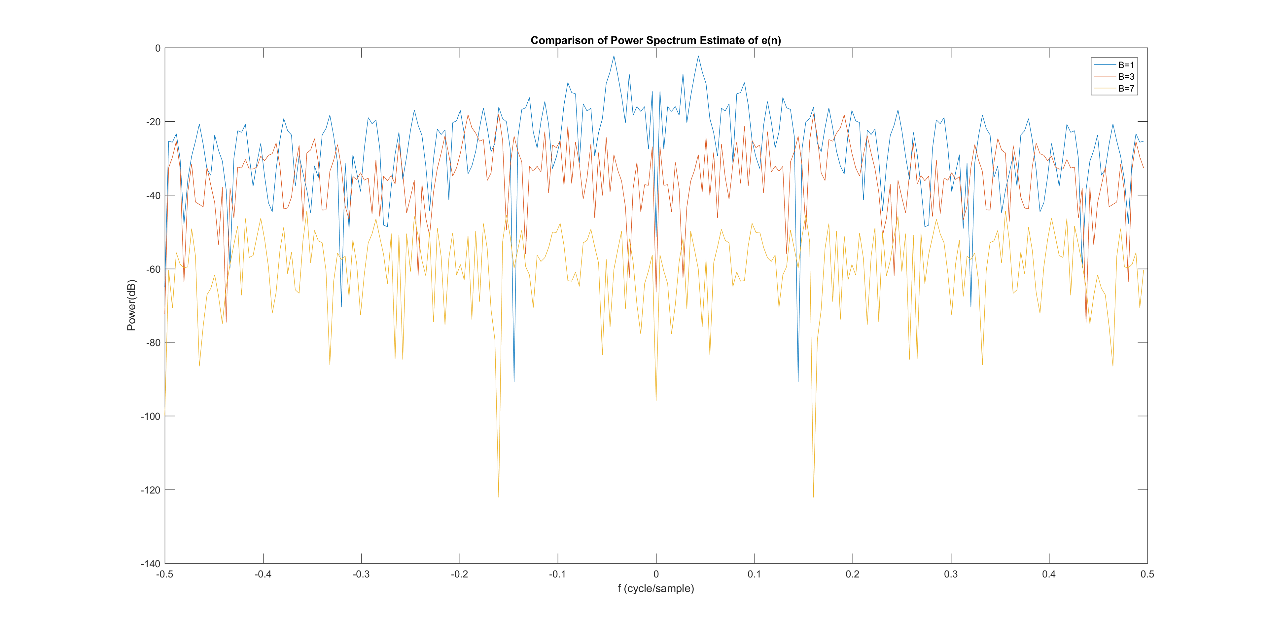 Comparison of Power Spectrum Estimate of e(n)
B=1
B=3
B=7
Power(dB)
0
-20
-40
-60
-80
-100
-120
-140
-0.5 -0.4 -0.3 -0.2 -0.1 0 0.1 0.2 0.3 0.4 0.5
f (cycle/sample)